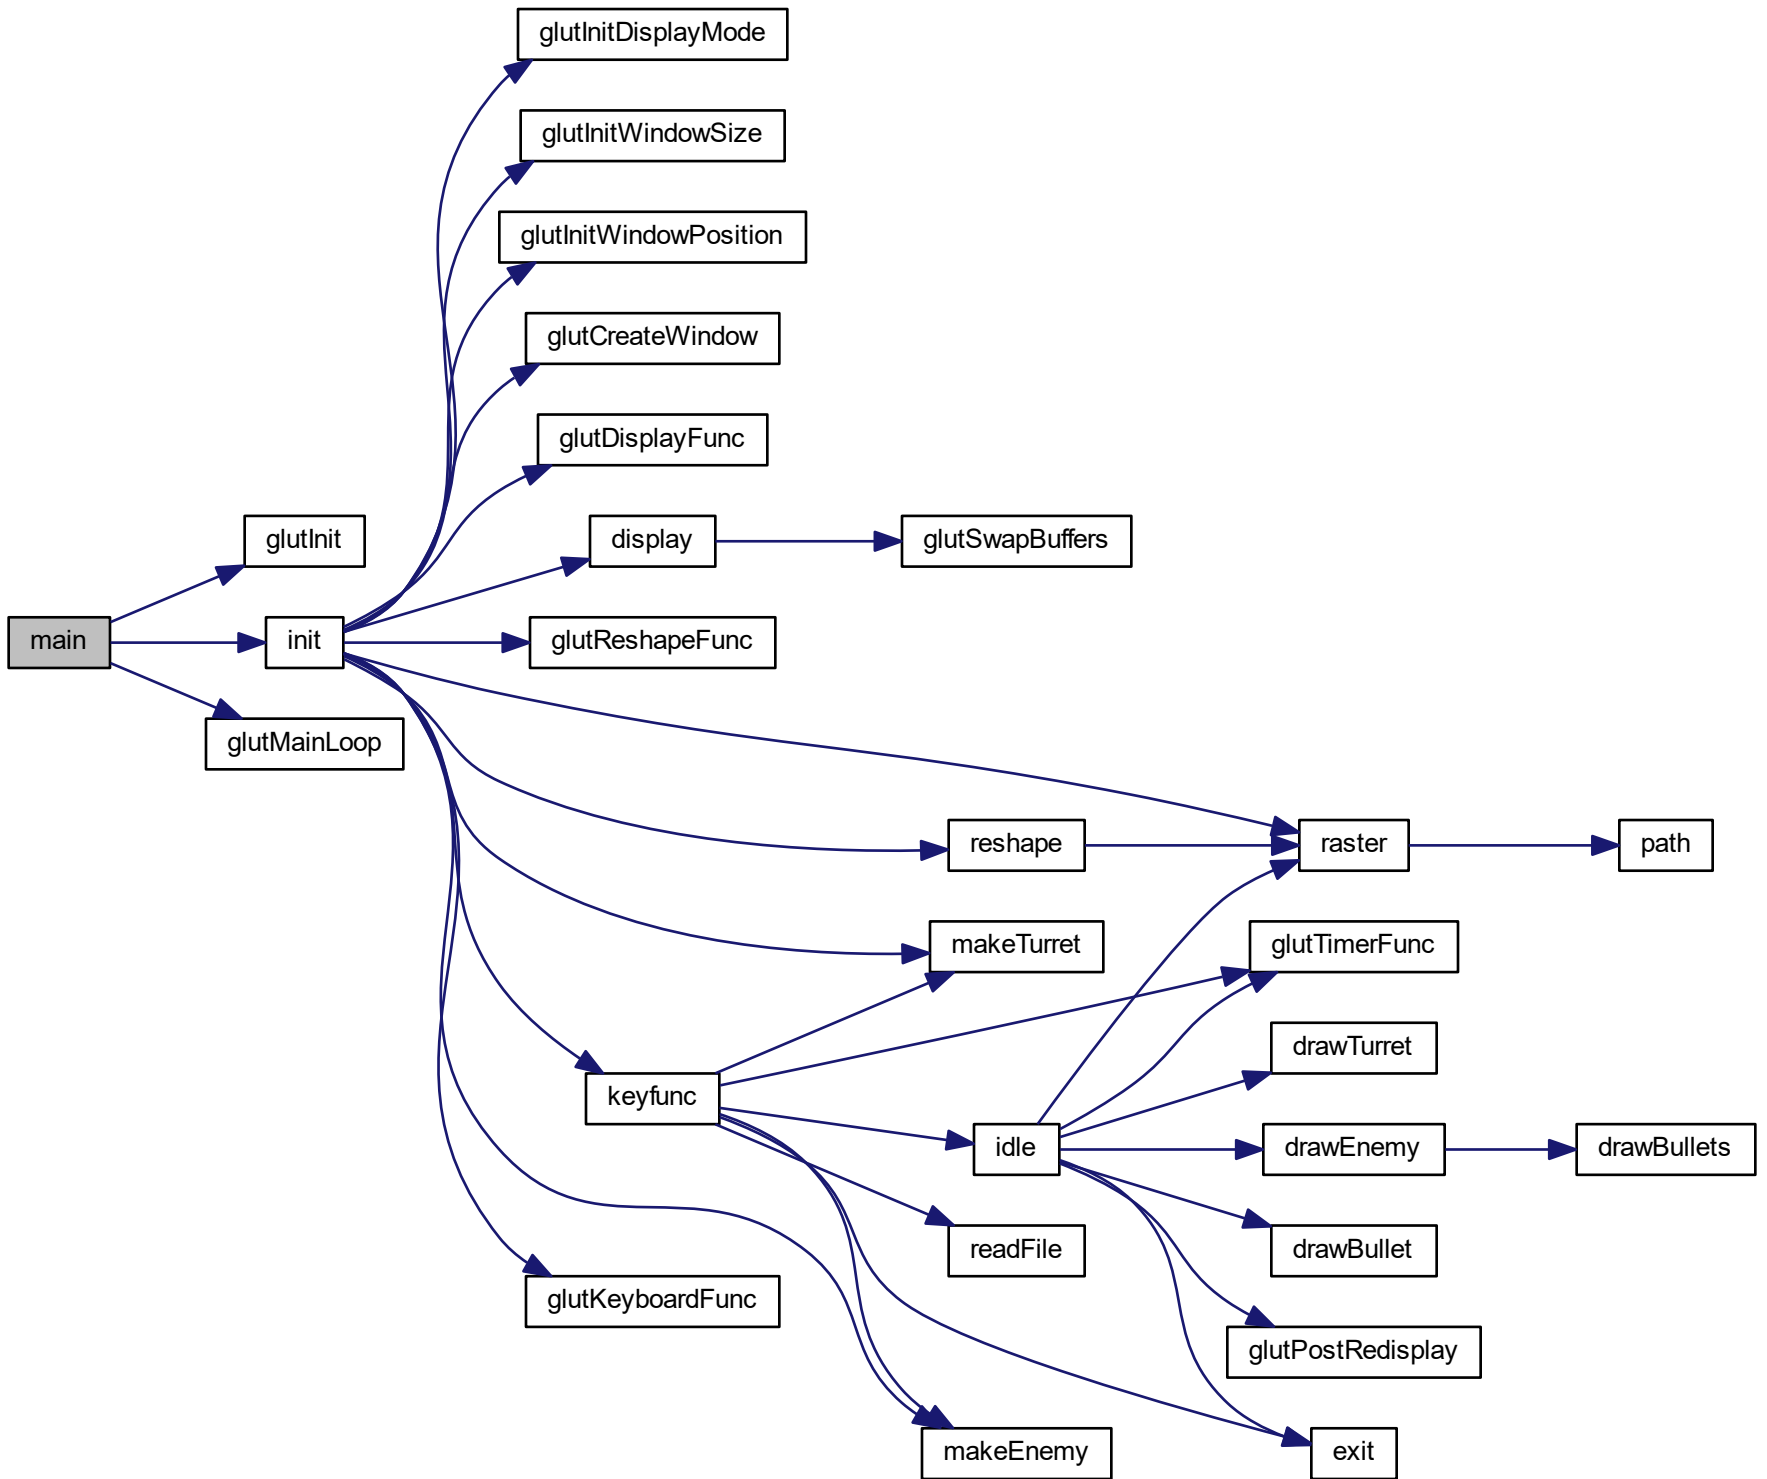 glutInitDisplayMode
glutInitWindowSize
glutInitWindowPosition
glutCreateWindow
glutDisplayFunc
glutInit
display
glutSwapBuffers
main
init
glutReshapeFunc
glutMainLoop
reshape
raster
path
makeTurret
glutTimerFunc
drawTurret
keyfunc
idle
drawEnemy
drawBullets
readFile
drawBullet
glutKeyboardFunc
glutPostRedisplay
makeEnemy
exit